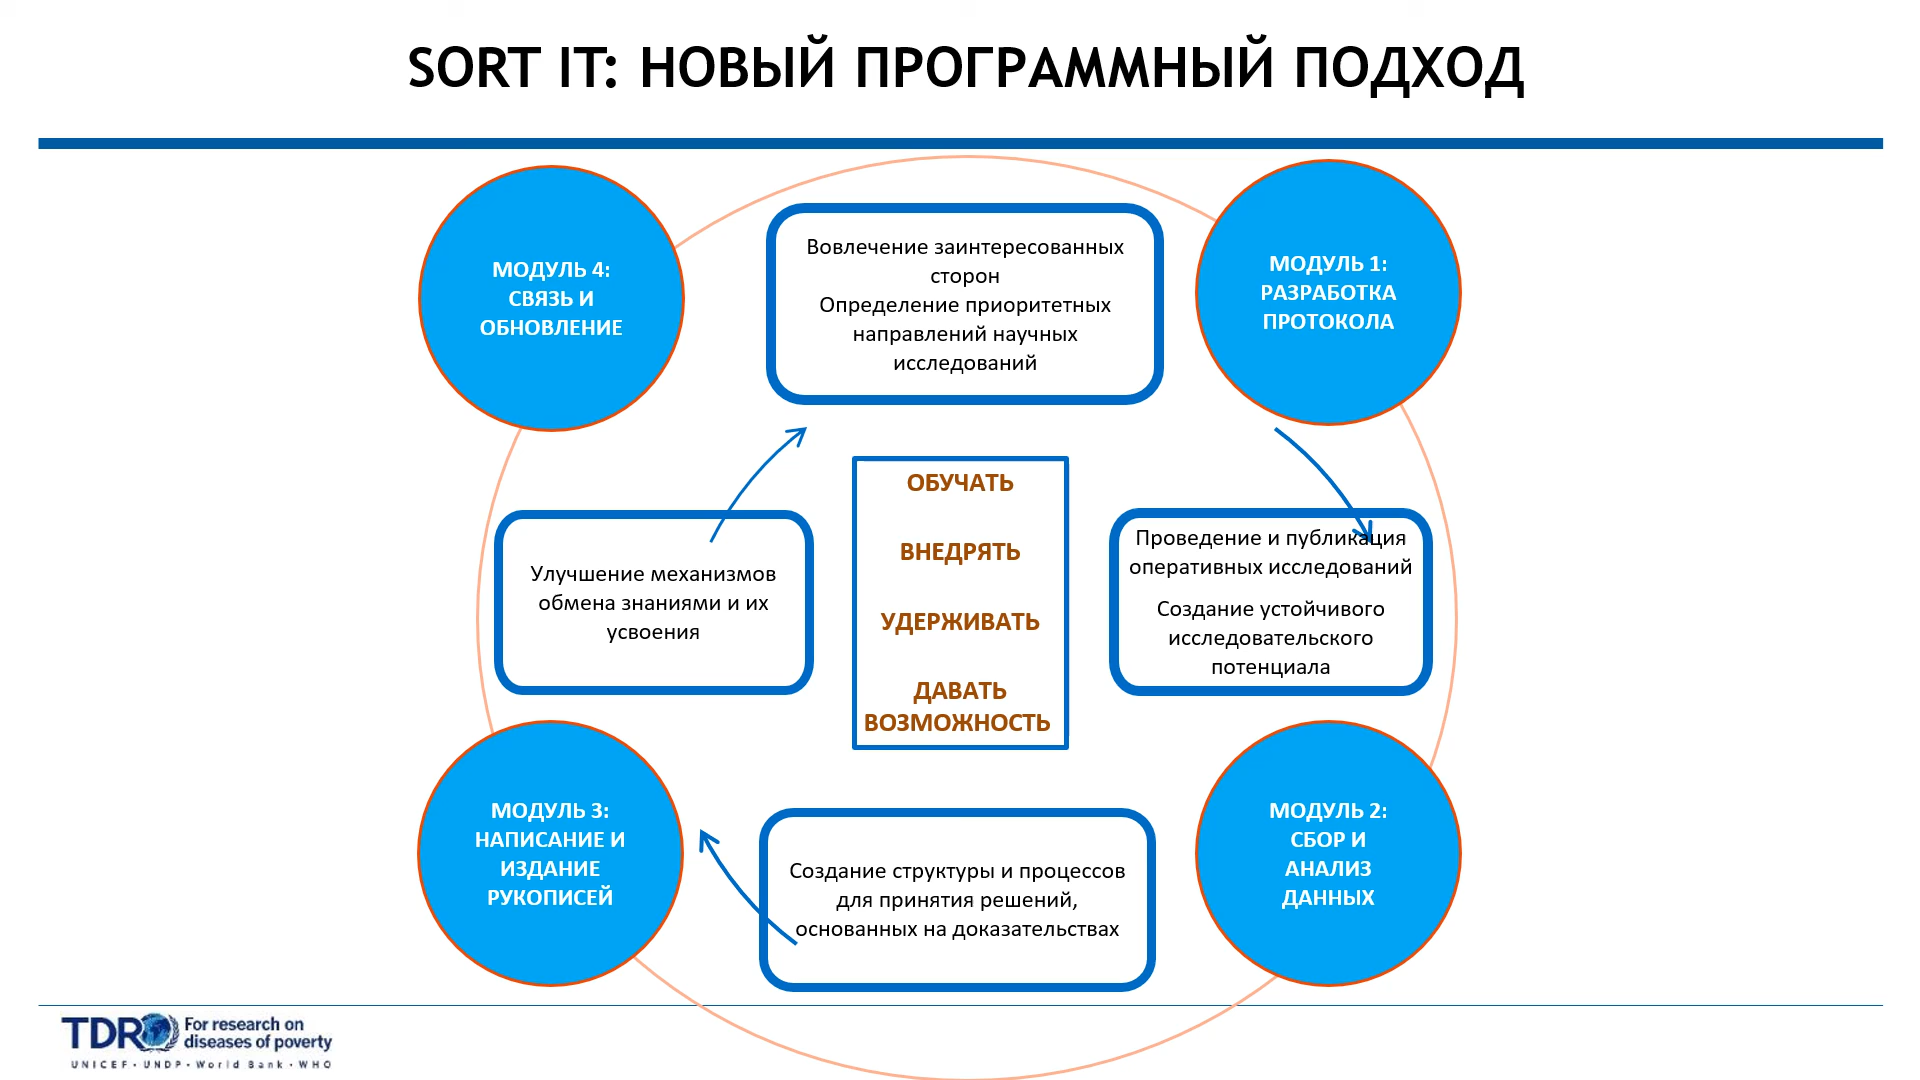 SORT IT: НОВЫЙ ПРОГРАММНЫЙ ПОДХОД
МОДУЛЬ 4:
СВЯЗЬ И
ОБНОВЛЕНИЕ
Вовлечение заинтересованных
сторон
Определение приоритетных
направлений научных
исследований
МОДУЛЬ 1:
РАЗРАБОТКА
ПРОТОКОЛА
Улучшение механизмов
обмена знаниями и их
усвоения
ОБУЧАТЬ
ВНЕДРЯТЬ
УДЕРЖИВАТЬ
ДАВАТЬ
ВОЗМОЖНОСТЬ
Проведение и публикация
оперативных исследований
Создание устойчивого
исследовательского
потенциала
МОДУЛЬ 3:
НАПИСАНИЕ И
ИЗДАНИЕ
РУКОПИСЕЙ
Создание структуры и процессов
для принятия решений,
основанных на доказательствах
МОДУЛЬ 2:
СБОР И
АНАЛИЗ
ДАННЫХ
TDR For research on
diseases of poverty
UNICEF • UNDP • World Bank • WHO